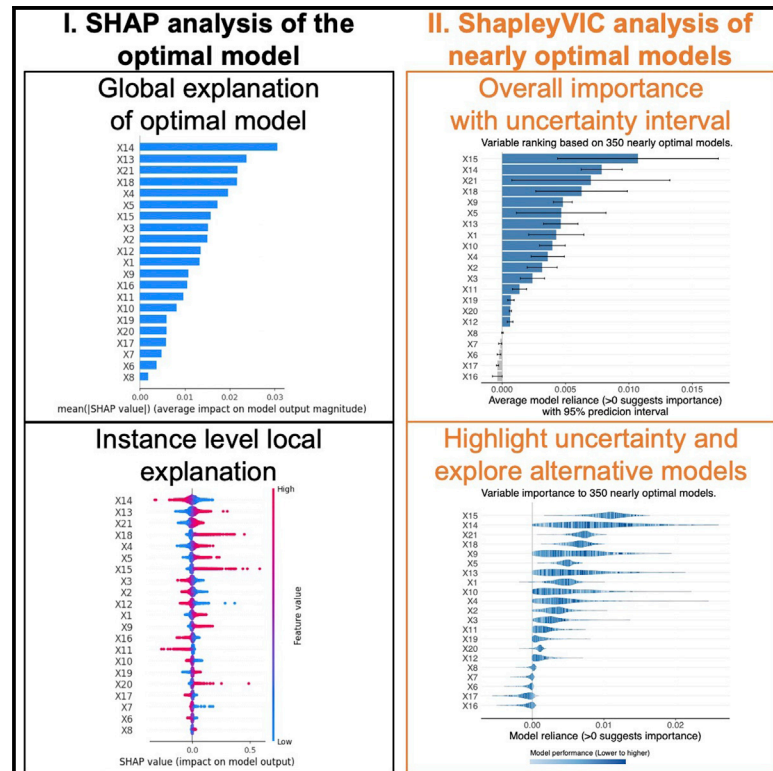 I. SHAP analysis of the
optimal model
Global explanation
of optimal model
X14
X13
X21
X18
X4
X5
X15
X3
X2
X12
X1
X9
X16
X11
X10
X19
X20
X17
X7
X6
X8
0.00 0.01 0.02 0.03
mean(|SHAP value|) (average impact on model output magnitude)
II. ShapleyVIC analysis of
nearly optimal models
Overall importance
with uncertainty interval
Variable ranking based on 350 nearly optimal models.
X15
X14
X21
X18
X9
X5
X13
X1
X10
X4
X2
X3
X11
X19
X20
X12
X8
X7
X6
X17
X16
0.000 0.005 0.010 0.015
Average model reliance (>0 suggests importance)
with 95% predicion interval
Instance level local
explanation
High
X14
X13
X21
X18
X4
X5
X15
X3
X2
X12
X1
X9
X16
X11
X10
X19
X20
X17
X7
X6
X8
Feature value
Low
0.0 0.5
SHAP value (impact on model output)
Highlight uncertainty and
explore alternative models
Variable importance to 350 nearly optimal models.
X15
X14
X21
X18
X9
X5
X13
X1
X10
X4
X2
X3
X11
X19
X20
X12
X8
X7
X6
X17
X16
0.00 0.01 0.02
Model reliance (>0 suggests importance)
Model performance (Lower to higher)